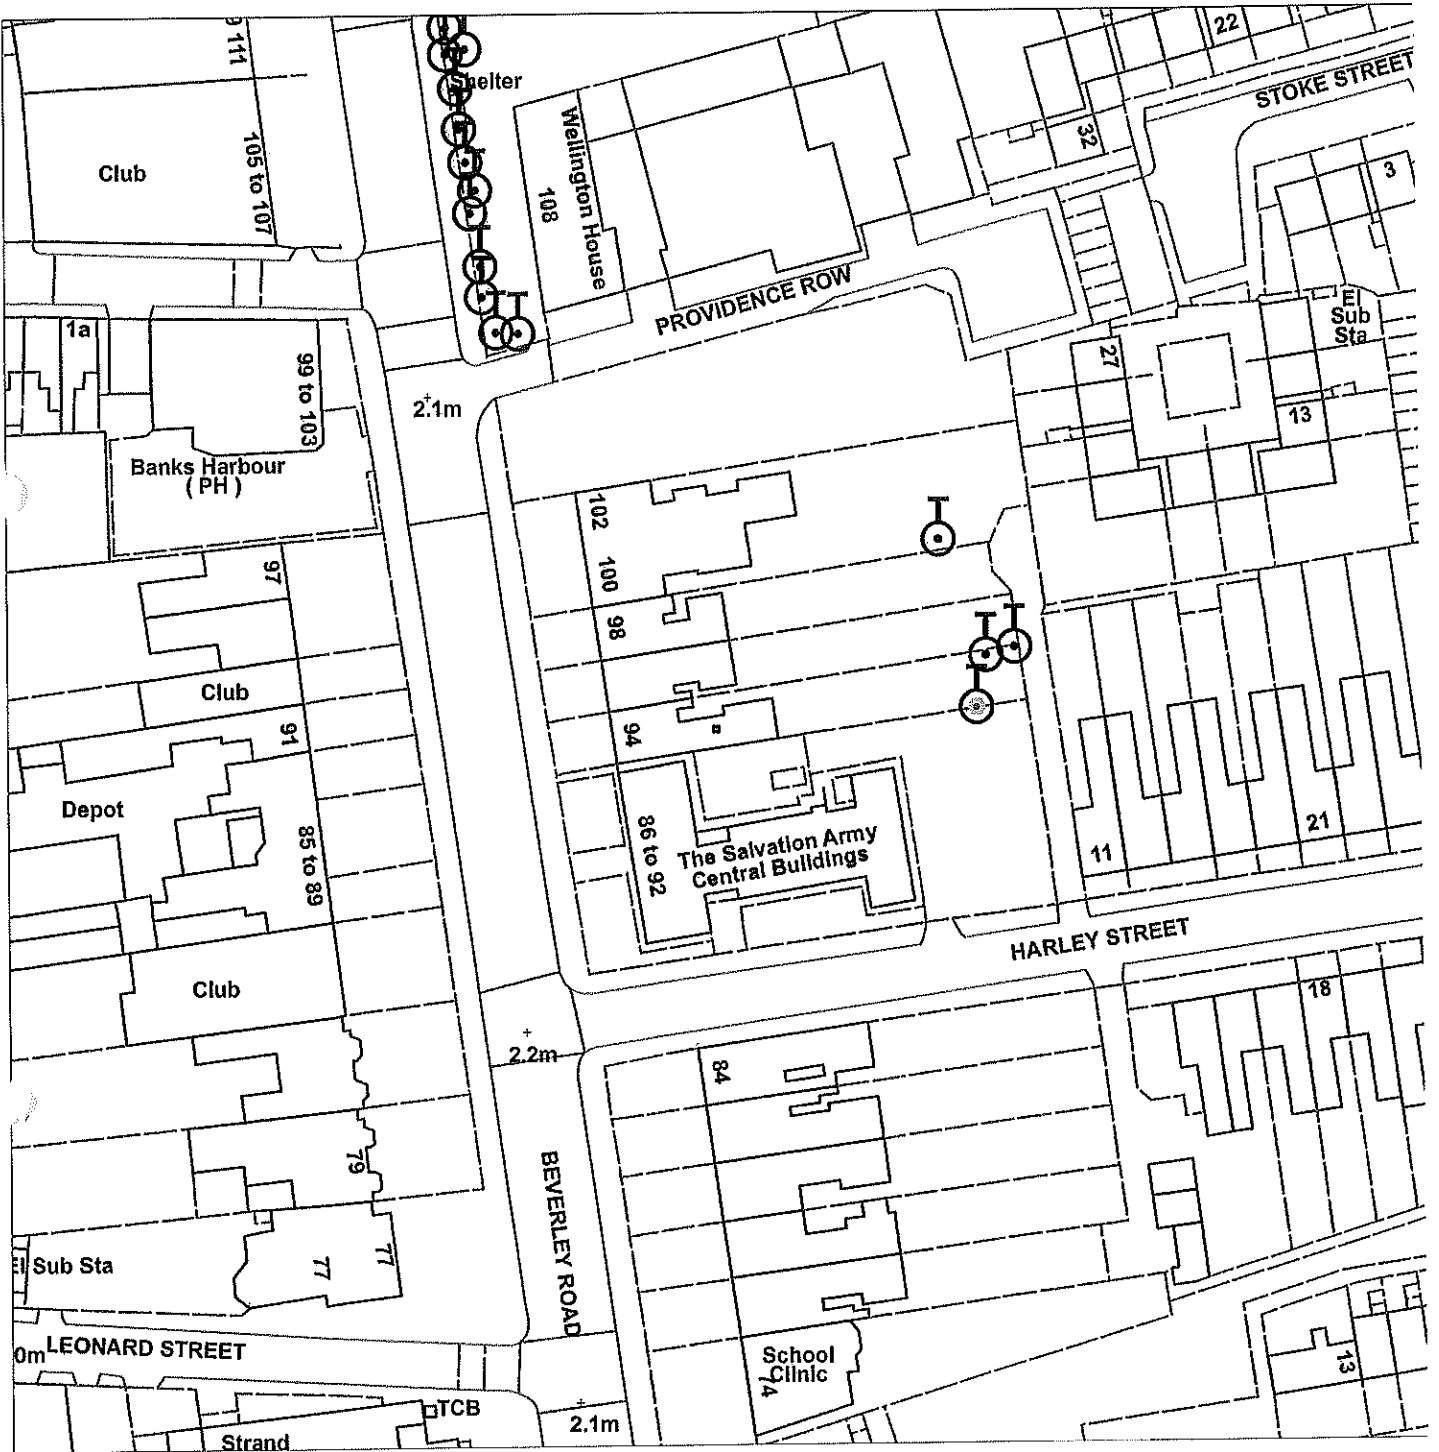 111
22
STOKE STREET
Shelter
Club
105 to 107
Wellington House
108
32
3
PROVIDENCE ROW
El
Sub
Sta
1a
99 to 103
27
13
2.1m
Banks Harbour
( PH )
102
100
97
98
Club
91
94
Depot
85 to 89
86 to 92
The Salvation Army
Central Buildings
11
21
HARLEY STREET
Club
18
2.2m
84
79
BEVERLEY ROAD
77
77
El Sub Sta
0m
LEONARD STREET
School
Clinic
74
13
TCB
2.1m
Strand